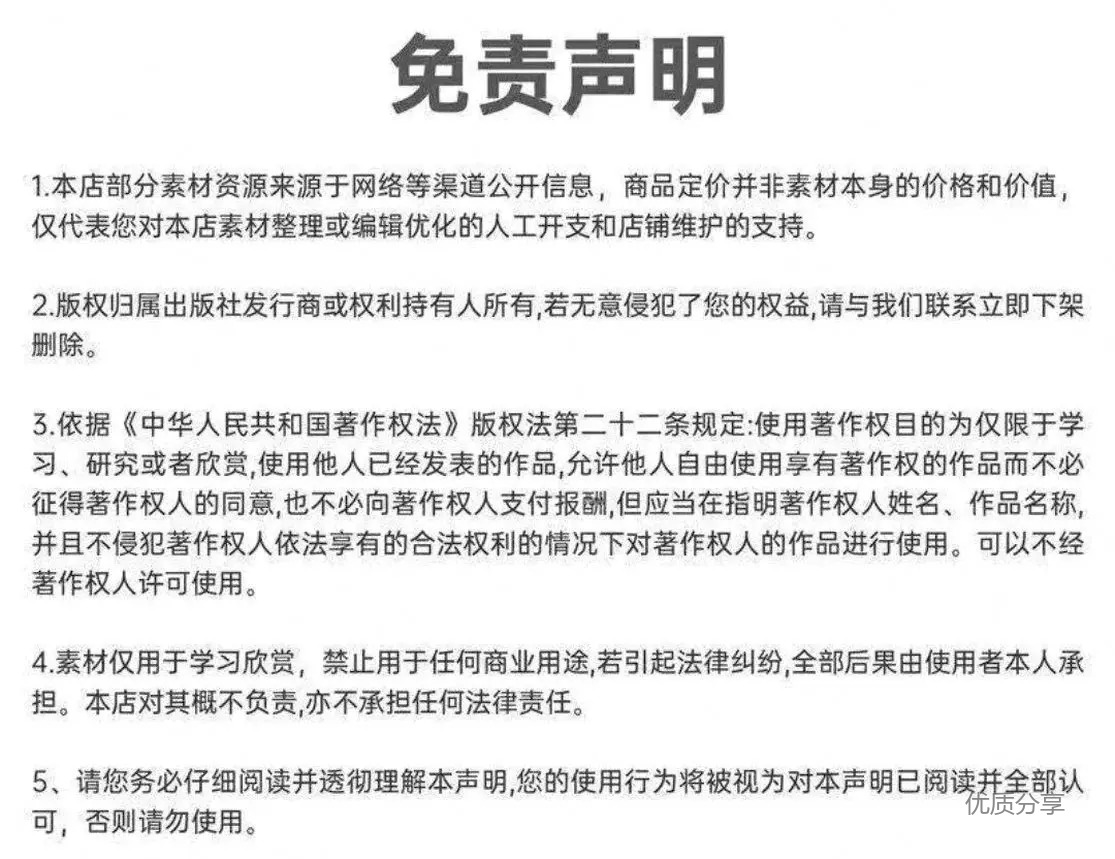 免责声明
1.本店部分素材资源来源于网络等渠道公开信息，商品定价并非素材本身的价格和价值，
仅代表您对本店素材整理或编辑优化的人工开支和店铺维护的支持。
2.版权归属出版社发行商或权利持有人所有,若无意侵犯了您的权益,请与我们联系立即下架
删除。
3.依据《中华人民共和国著作权法》版权法第二十二条规定:使用著作权目的为仅限于学
习、研究或者欣赏,使用他人已经发表的作品,允许他人自由使用享有著作权的作品而不必
征得著作权人的同意,也不必向著作权人支付报酬,但应当在指明著作权人姓名、作品名称,
并且不侵犯著作权人依法享有的合法权利的情况下对著作权人的作品进行使用。可以不经
著作权人许可使用。
4.素材仅用于学习欣赏，禁止用于任何商业用途,若引起法律纠纷,全部后果由使用者本人承
担。本店对其概不负责,亦不承担任何法律责任。
5、请您务必仔细阅读并透彻理解本声明,您的使用行为将被视为对本声明已阅读并全部认
可，否则请勿使用。
优质分享